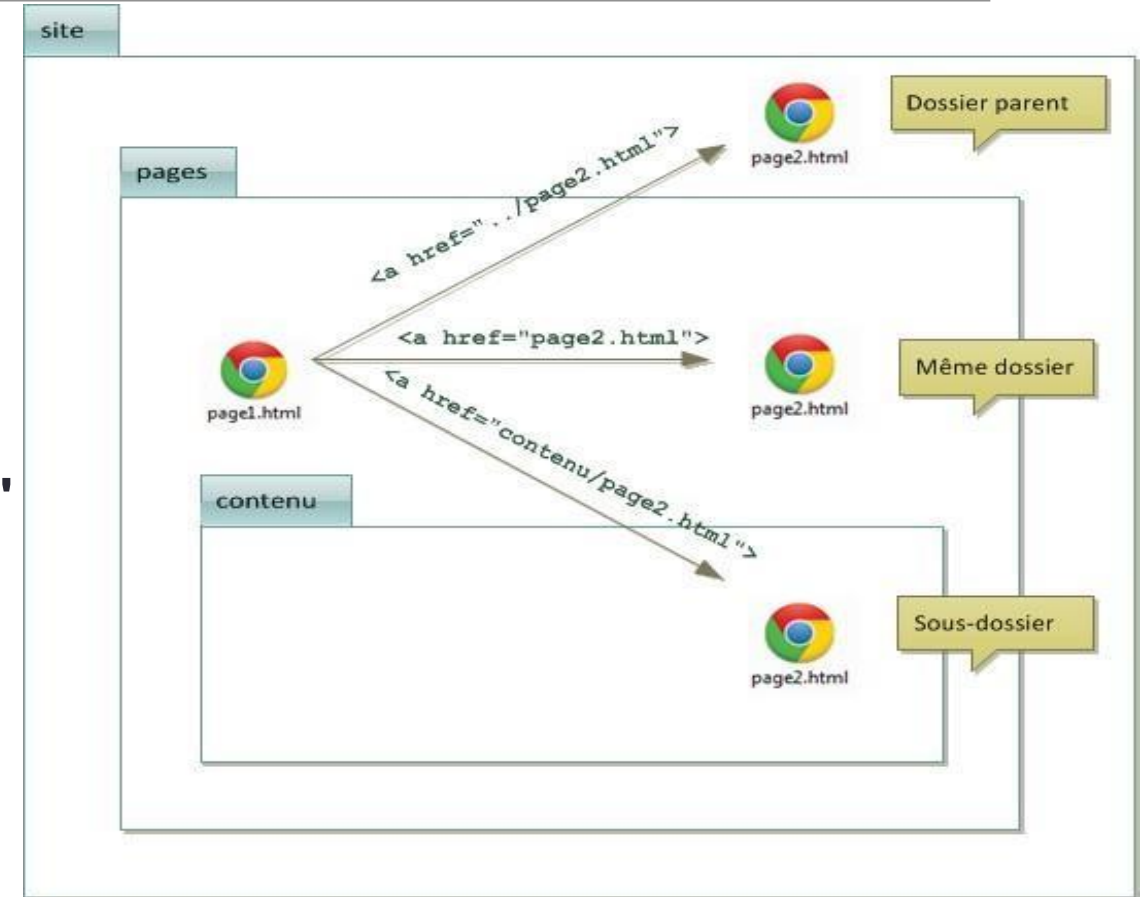 site
Dossier parent
page2.html
pages
<a href="../page2.html">
<a href="page2.html">
page1.html
page2.html
Même dossier
<a href="contenu/page2.html">
contenu
Sous-dossier
page2.html